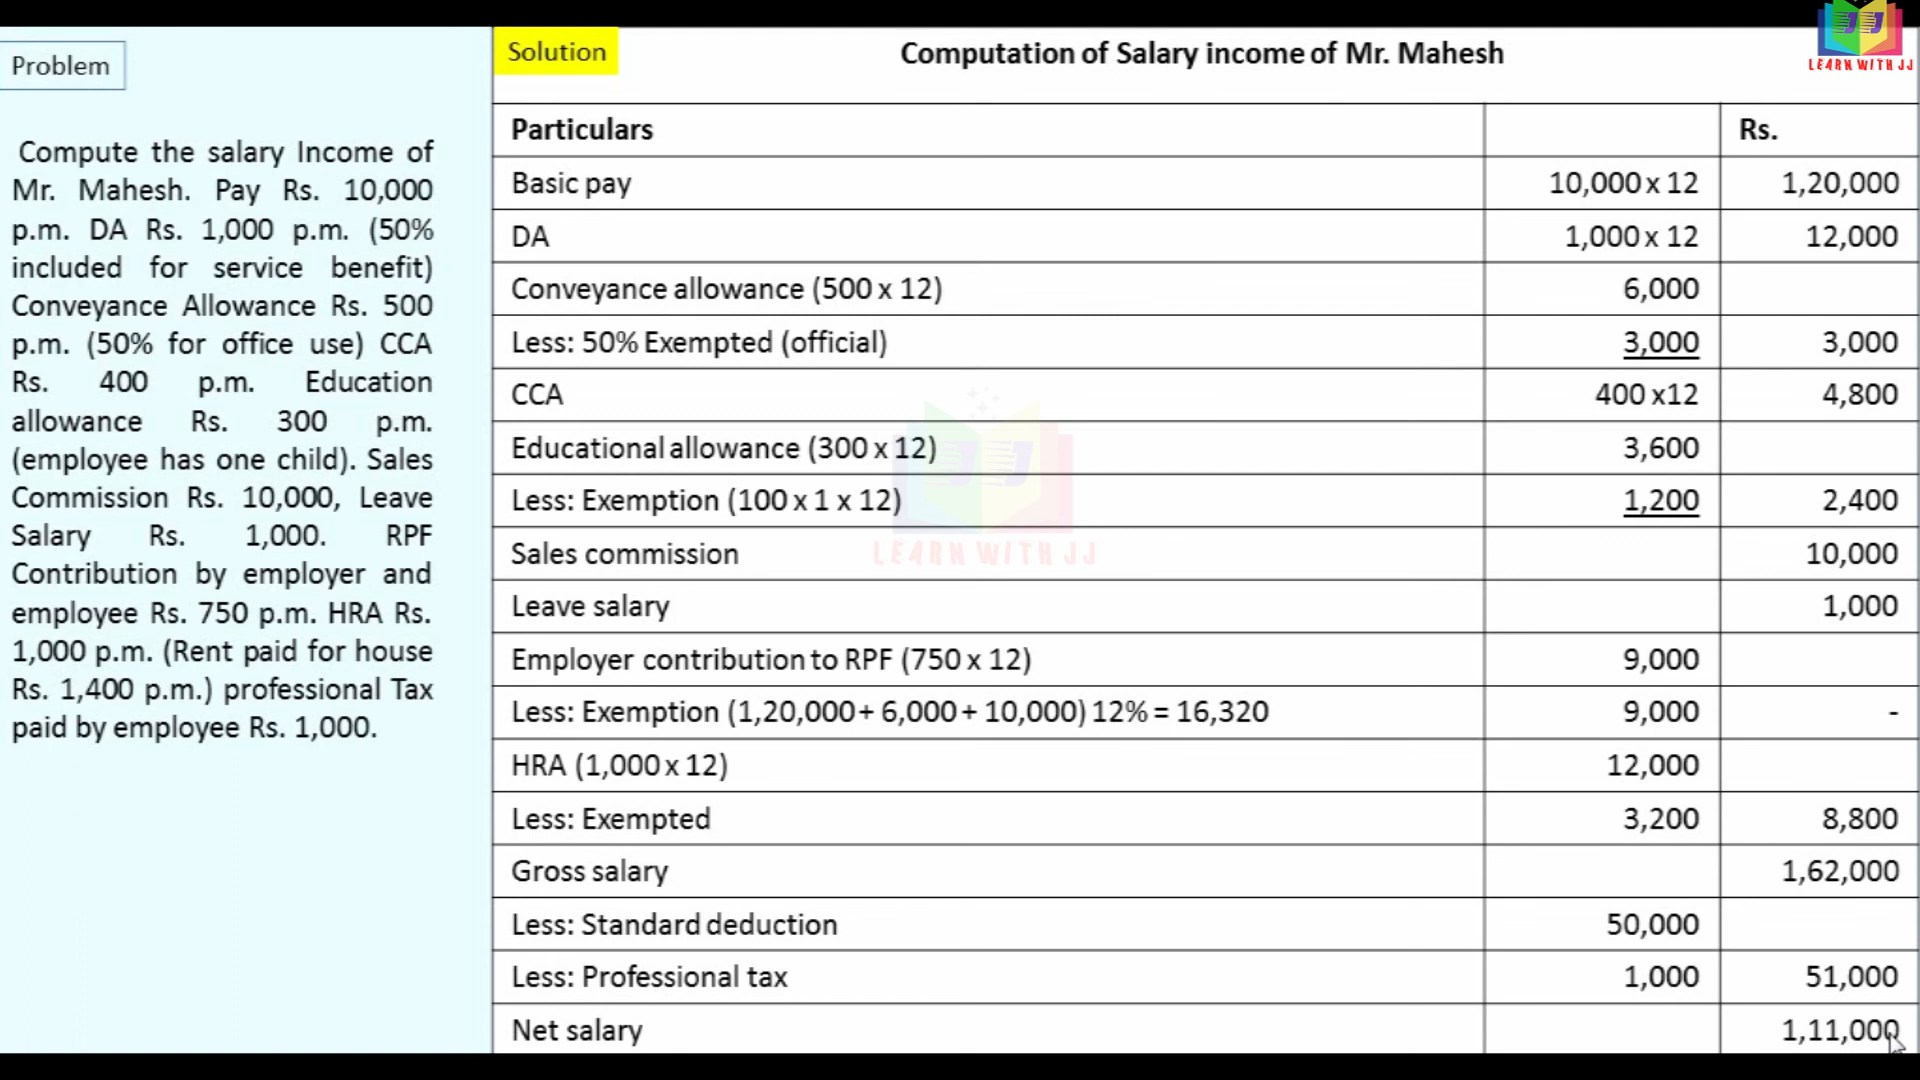 Problem
Compute the salary Income of
Mr. Mahesh. Pay Rs. 10,000
p.m. DA Rs. 1,000 p.m. (50%
included for service benefit)
Conveyance Allowance Rs. 500
p.m. (50% for office use) CCA
Rs. 400 p.m. Education
allowance Rs. 300 p.m.
(employee has one child). Sales
Commission Rs. 10,000, Leave
Salary Rs. 1,000. RPF
Contribution by employer and
employee Rs. 750 p.m. HRA Rs.
1,000 p.m. (Rent paid for house
Rs. 1,400 p.m.) professional Tax
paid by employee Rs. 1,000.
Solution
Computation of Salary income of Mr. Mahesh
JJ
LEARN WITH JJ
Particulars Rs.
Basic pay 10,000 x 12 1,20,000
DA 1,000 x 12 12,000
Conveyance allowance (500 x 12) 6,000
Less: 50% Exempted (official) 3,000 3,000
CCA 400 x12 4,800
Educational allowance (300 x 12) 3,600
Less: Exemption (100 x 1 x 12) 1,200 2,400
Sales commission 10,000
Leave salary 1,000
Employer contribution to RPF (750 x 12) 9,000
Less: Exemption (1,20,000+ 6,000+ 10,000) 12% = 16,320 9,000 -
HRA (1,000 x 12) 12,000
Less: Exempted 3,200 8,800
Gross salary 1,62,000
Less: Standard deduction 50,000
Less: Professional tax 1,000 51,000
Net salary 1,11,000
JJ
LEARN WITH JJ